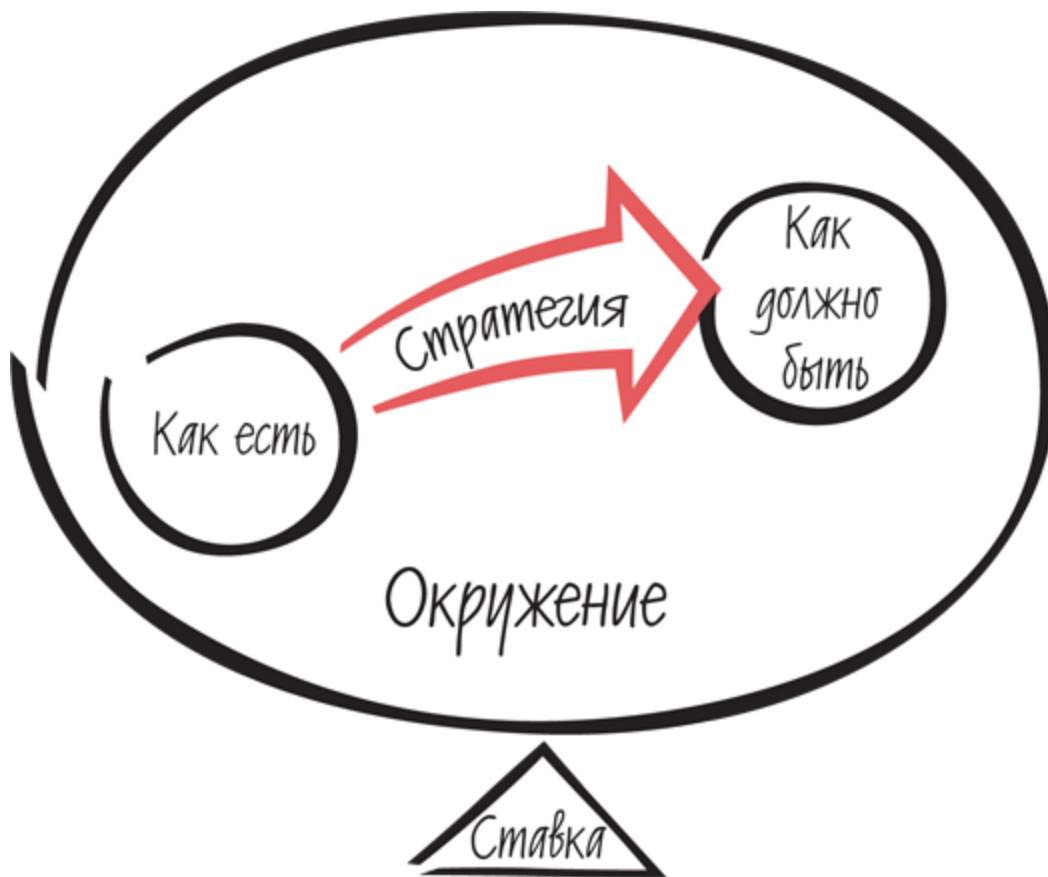 Стратегия
Как
должно
быть
Как есть
Окружение
Ставка